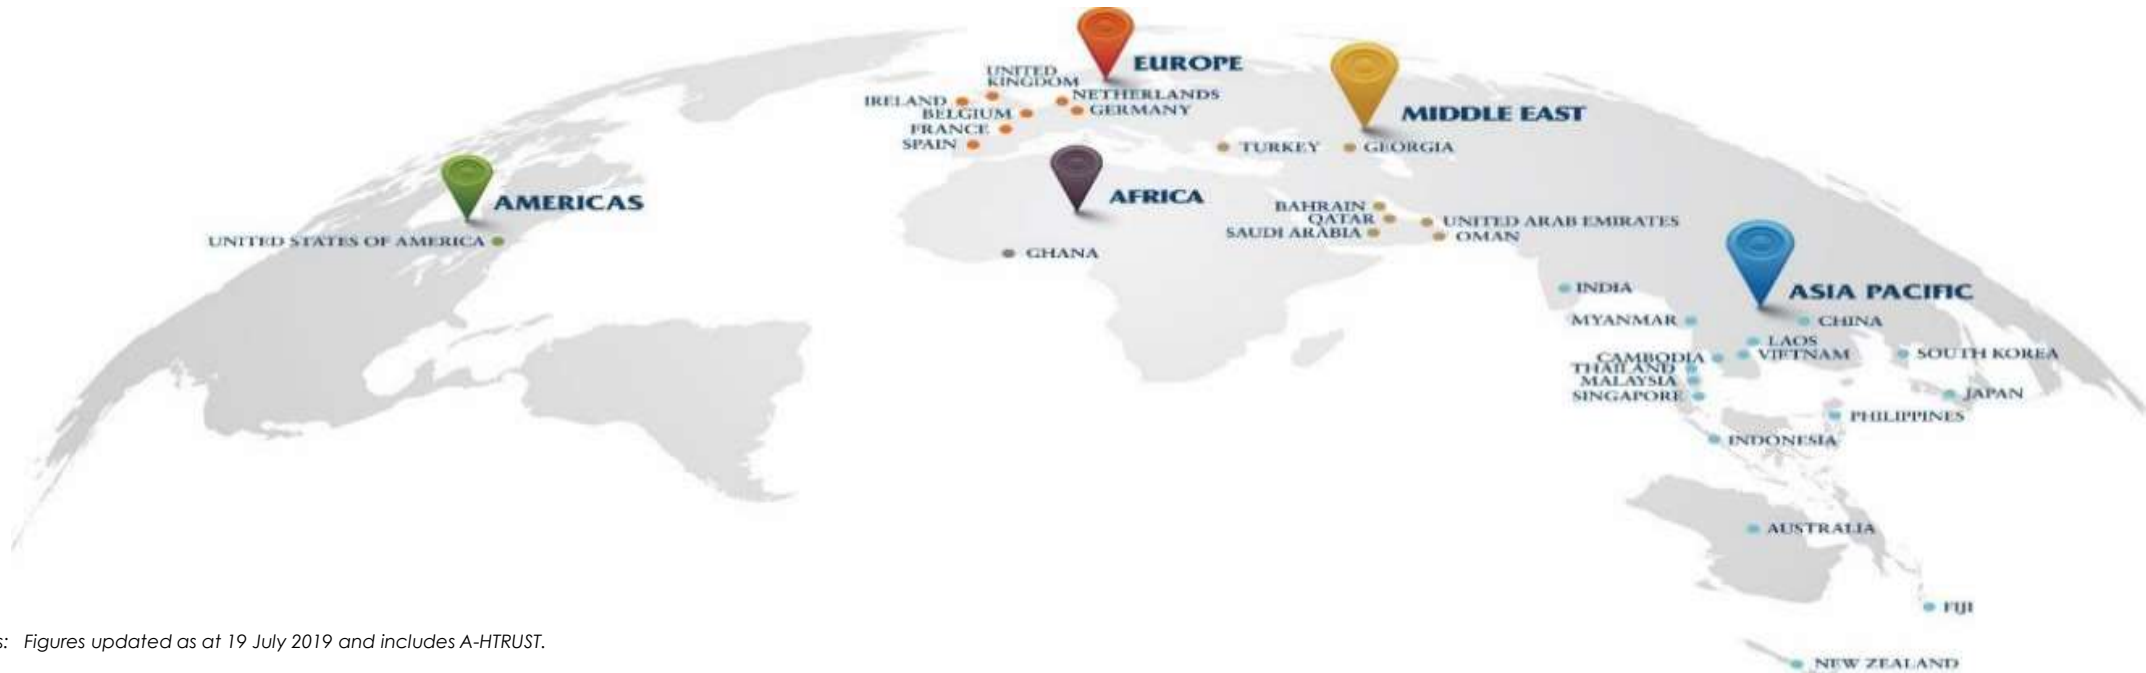 EUROPE
UNITED
KINGDOM
IRELAND
NETHERLANDS
BELGIUM
GERMANY
FRANCE
SPAIN
MIDDLE EAST
TURKEY
GEORGIA
AMERICAS
AFRICA
BAHRAIN
QATAR
UNITED ARAB EMIRATES
SAUDI ARABIA
OMAN
UNITED STATES OF AMERICA
GHANA
INDIA
ASIA PACIFIC
MYANMAR
CHINA
LAOS
CAMBODIA
VIETNAM
SOUTH KOREA
THAILAND
MALAYSIA
SINGAPORE
JAPAN
PHILIPPINES
INDONESIA
AUSTRALIA
FIJI
s: Figures updated as at 19 July 2019 and includes A-HTRUST.
NEW ZEALAND